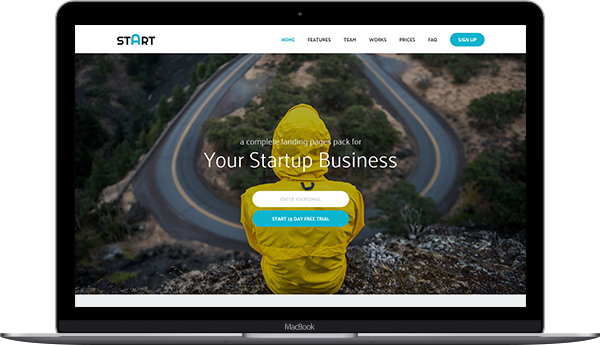 START
HOME FEATURES TEAM WORKS PRICES FAQ SIGN UP
a complete landing pages pack for
Your Startup Business
ENTER YOUR EMAIL
START 15 DAY FREE TRIAL
MacBook